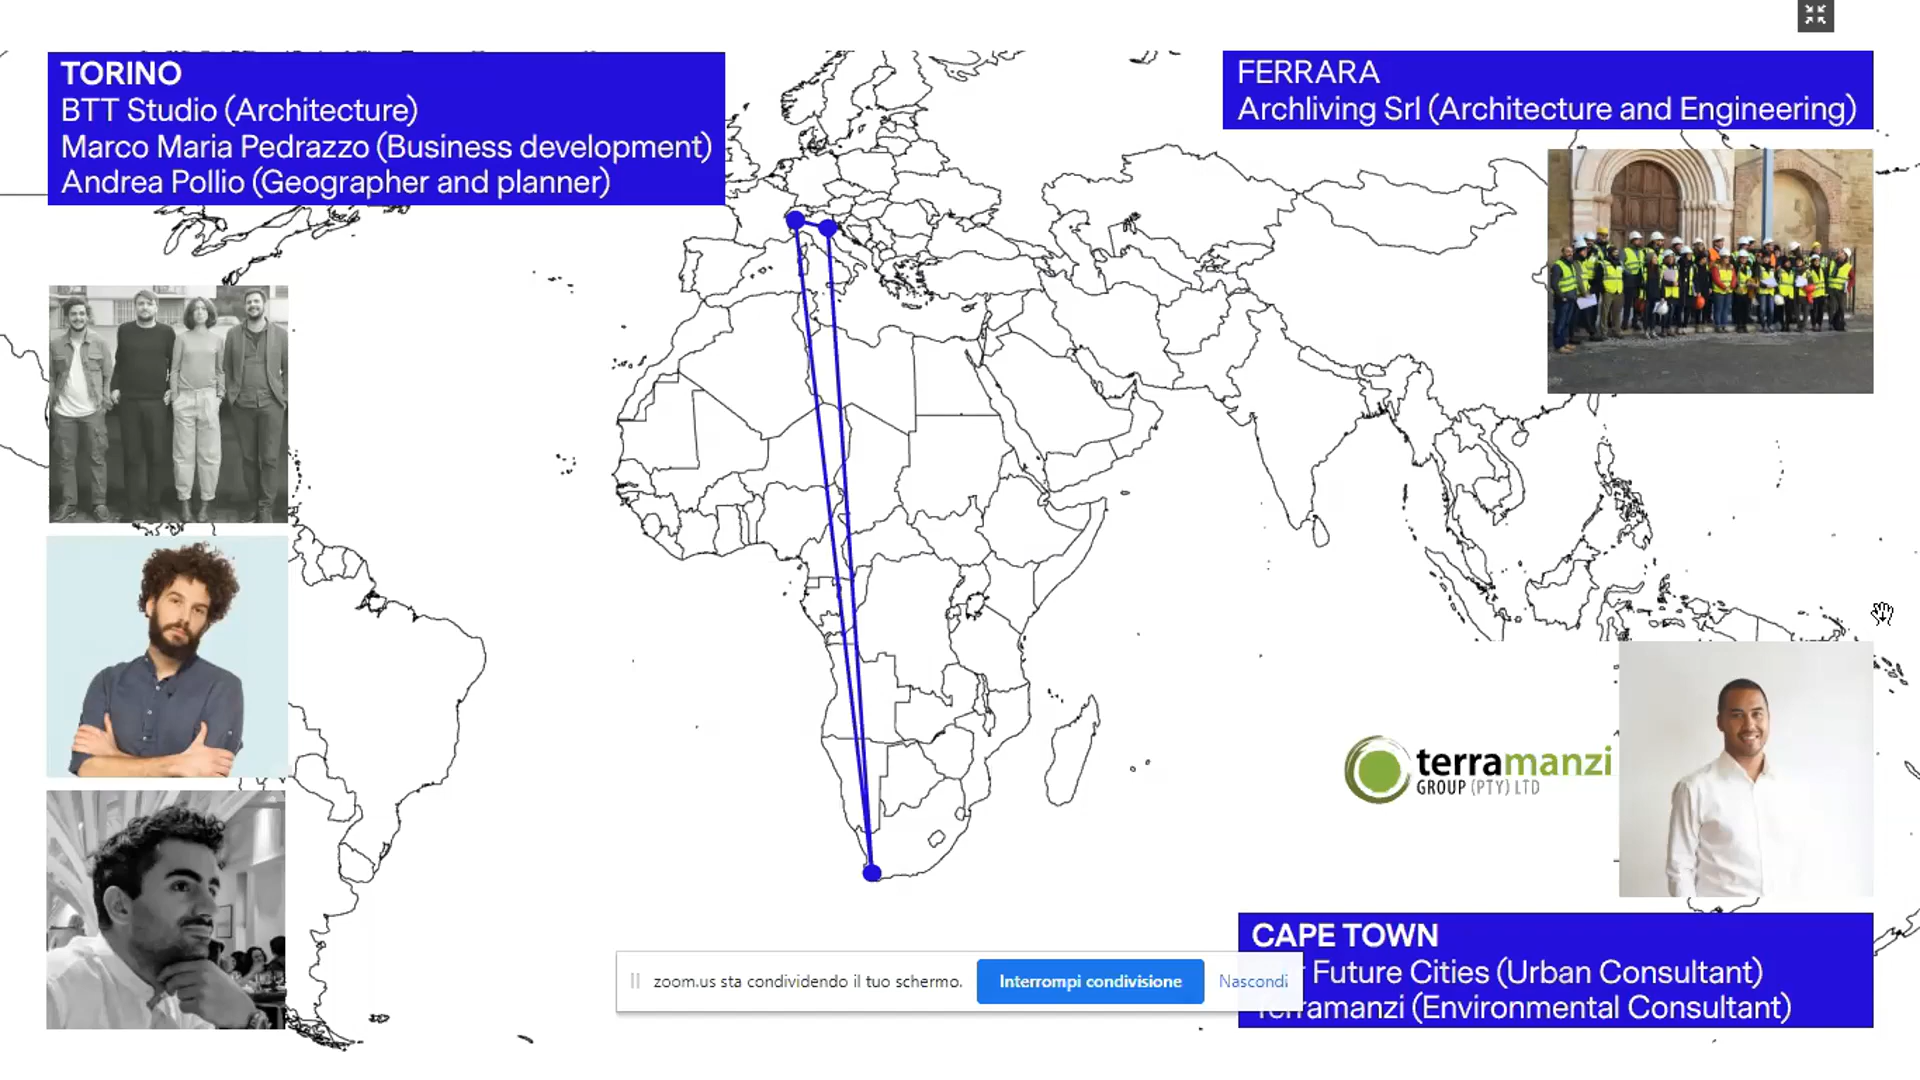 TORINO
BTT Studio (Architecture)
Marco Maria Pedrazzo (Business development)
Andrea Pollio (Geographer and planner)
FERRARA
Archliving Srl (Architecture and Engineering)
terramanzi
GROUP (PTY) LTD
CAPE TOWN
Future Cities (Urban Consultant)
Terramanzi (Environmental Consultant)
zoom.us sta condividendo il tuo schermo.
Interrompi condivisione
Nascondi